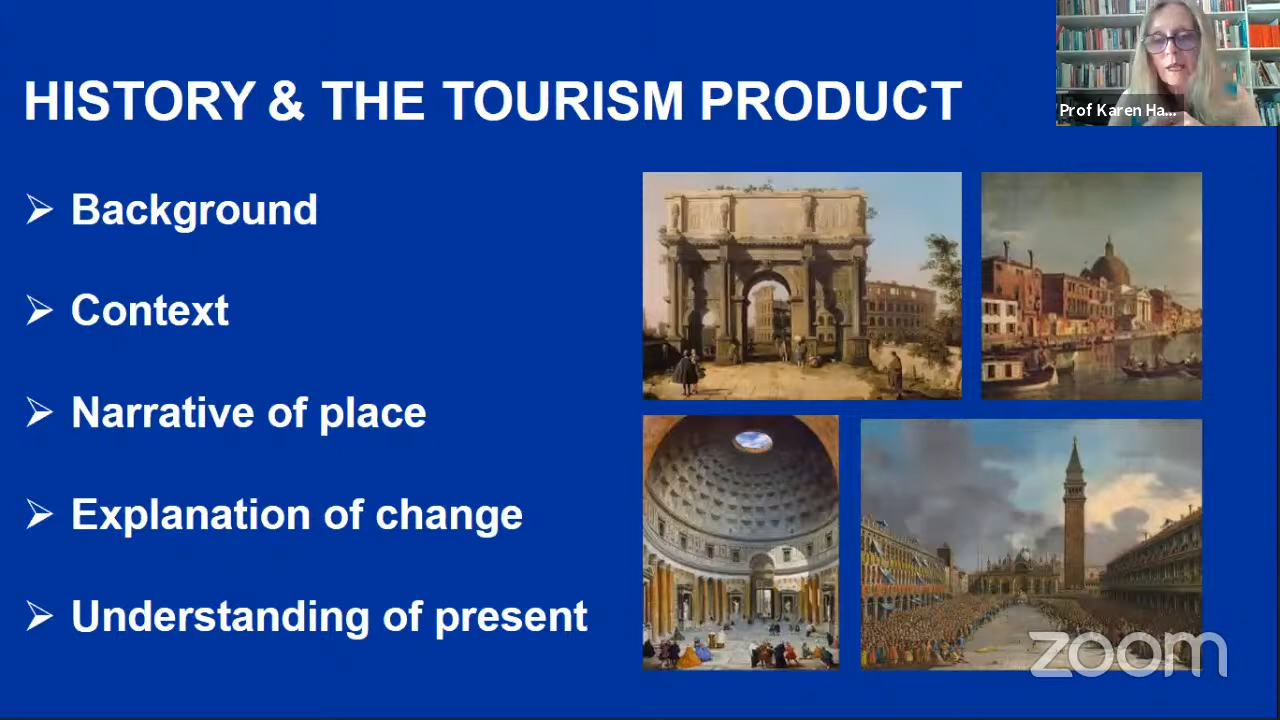 HISTORY & THE TOURISM PRODUCT
Prof Karen Ha...
Background
Context
Narrative of place
Explanation of change
Understanding of present
zoom